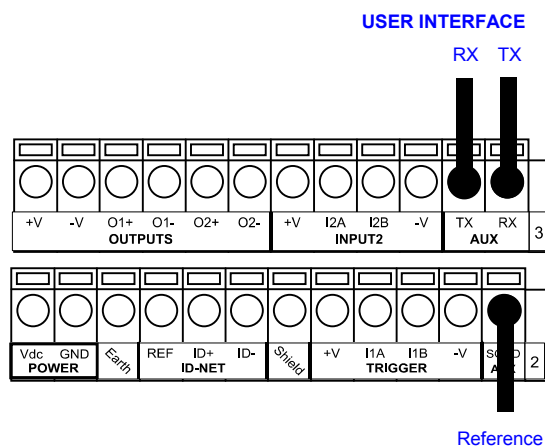 USER INTERFACE
RX TX
+V -V O1+ O1- O2+ O2- +V I2A I2B -V TX RX
OUTPUTS INPUT2 AUX 3
Vdc GND Earth REF ID+ ID- Shield +V I1A I1B -V
POWER ID-NET TRIGGER 2
Reference